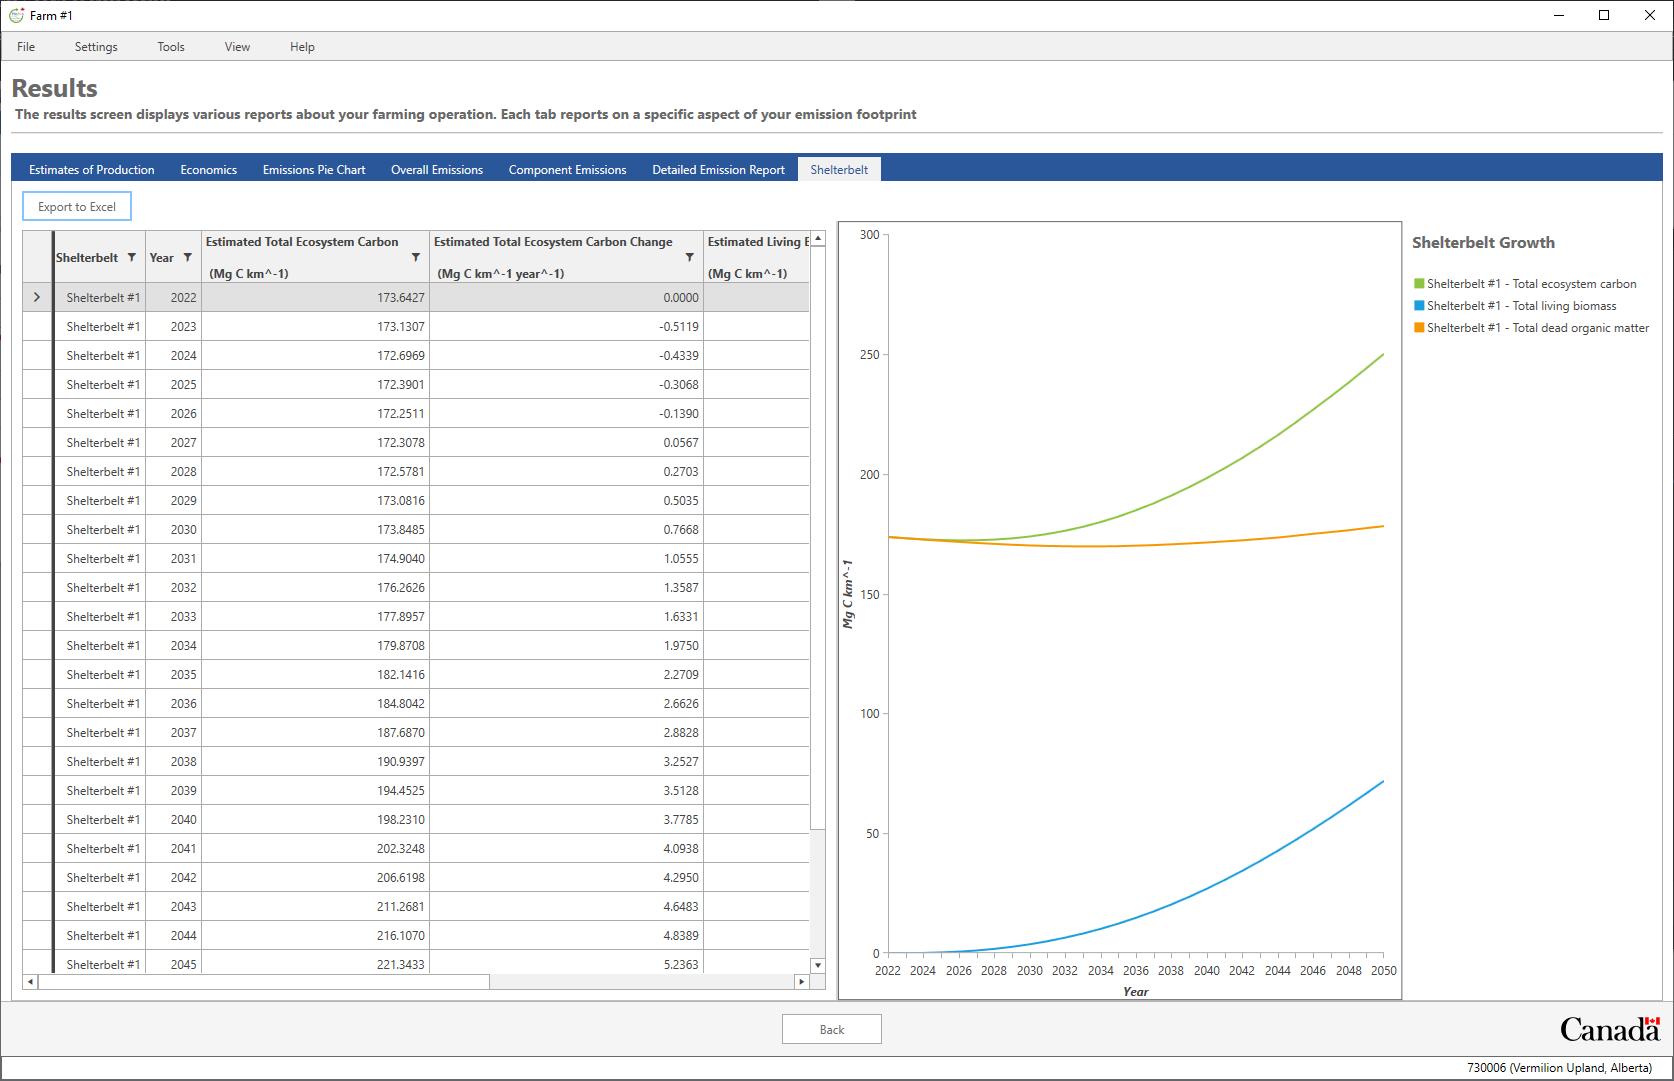 Farm #1
File Settings Tools View Help
Results
The results screen displays various reports about your farming operation. Each tab reports on a specific aspect of your emission footprint
Estimates of Production Economics Emissions Pie Chart Overall Emissions Component Emissions Detailed Emission Report Shelterbelt
Export to Excel
Shelterbelt Year Estimated Total Ecosystem Carbon (Mg C km^-1) Estimated Total Ecosystem Carbon Change (Mg C km^-1 year^-1) Estimated Living E (Mg C km^-1)
Shelterbelt #1 2022 173.6427 0.0000
Shelterbelt #1 2023 173.1307 -0.5119
Shelterbelt #1 2024 172.6969 -0.4339
Shelterbelt #1 2025 172.3901 -0.3068
Shelterbelt #1 2026 172.2511 -0.1390
Shelterbelt #1 2027 172.3078 0.0567
Shelterbelt #1 2028 172.5781 0.2703
Shelterbelt #1 2029 173.0816 0.5035
Shelterbelt #1 2030 173.8485 0.7668
Shelterbelt #1 2031 174.9040 1.0555
Shelterbelt #1 2032 176.2626 1.3587
Shelterbelt #1 2033 177.8957 1.6331
Shelterbelt #1 2034 179.8708 1.9750
Shelterbelt #1 2035 182.1416 2.2709
Shelterbelt #1 2036 184.8042 2.6626
Shelterbelt #1 2037 187.6870 2.8828
Shelterbelt #1 2038 190.9397 3.2527
Shelterbelt #1 2039 194.4525 3.5128
Shelterbelt #1 2040 198.2310 3.7785
Shelterbelt #1 2041 202.3248 4.0938
Shelterbelt #1 2042 206.6198 4.2950
Shelterbelt #1 2043 211.2681 4.6483
Shelterbelt #1 2044 216.1070 4.8389
Shelterbelt #1 2045 221.3433 5.2363
300
250
200
150
100
50
0
Mg C km^-1
2022 2024 2026 2028 2030 2032 2034 2036 2038 2040 2042 2044 2046 2048 2050
Year
Shelterbelt Growth
Shelterbelt #1 - Total ecosystem carbon
Shelterbelt #1 - Total living biomass
Shelterbelt #1 - Total dead organic matter
Back
Canada
730006 (Vermilion Upland, Alberta)